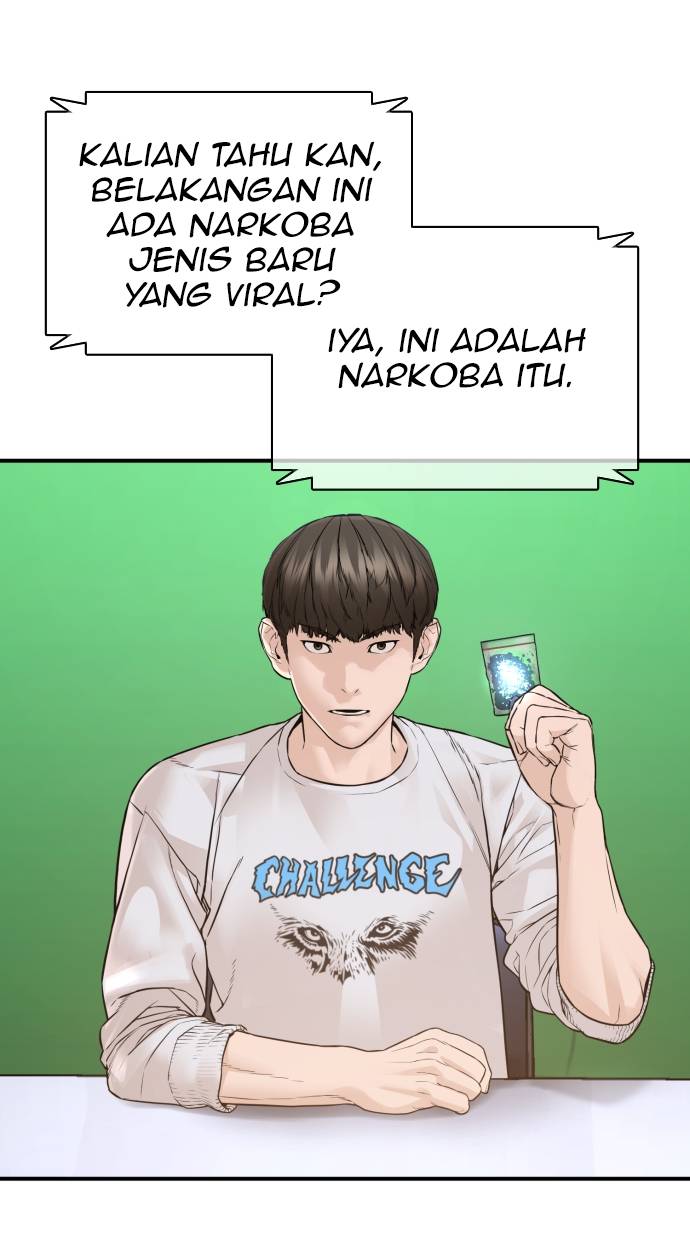 KALIAN TAHU KAN,
BELAKANGAN INI
ADA NARKOBA
JENIS BARU
YANG VIRAL?
IYA, INI ADALAH
NARKOBA ITU.
CHALLENGE